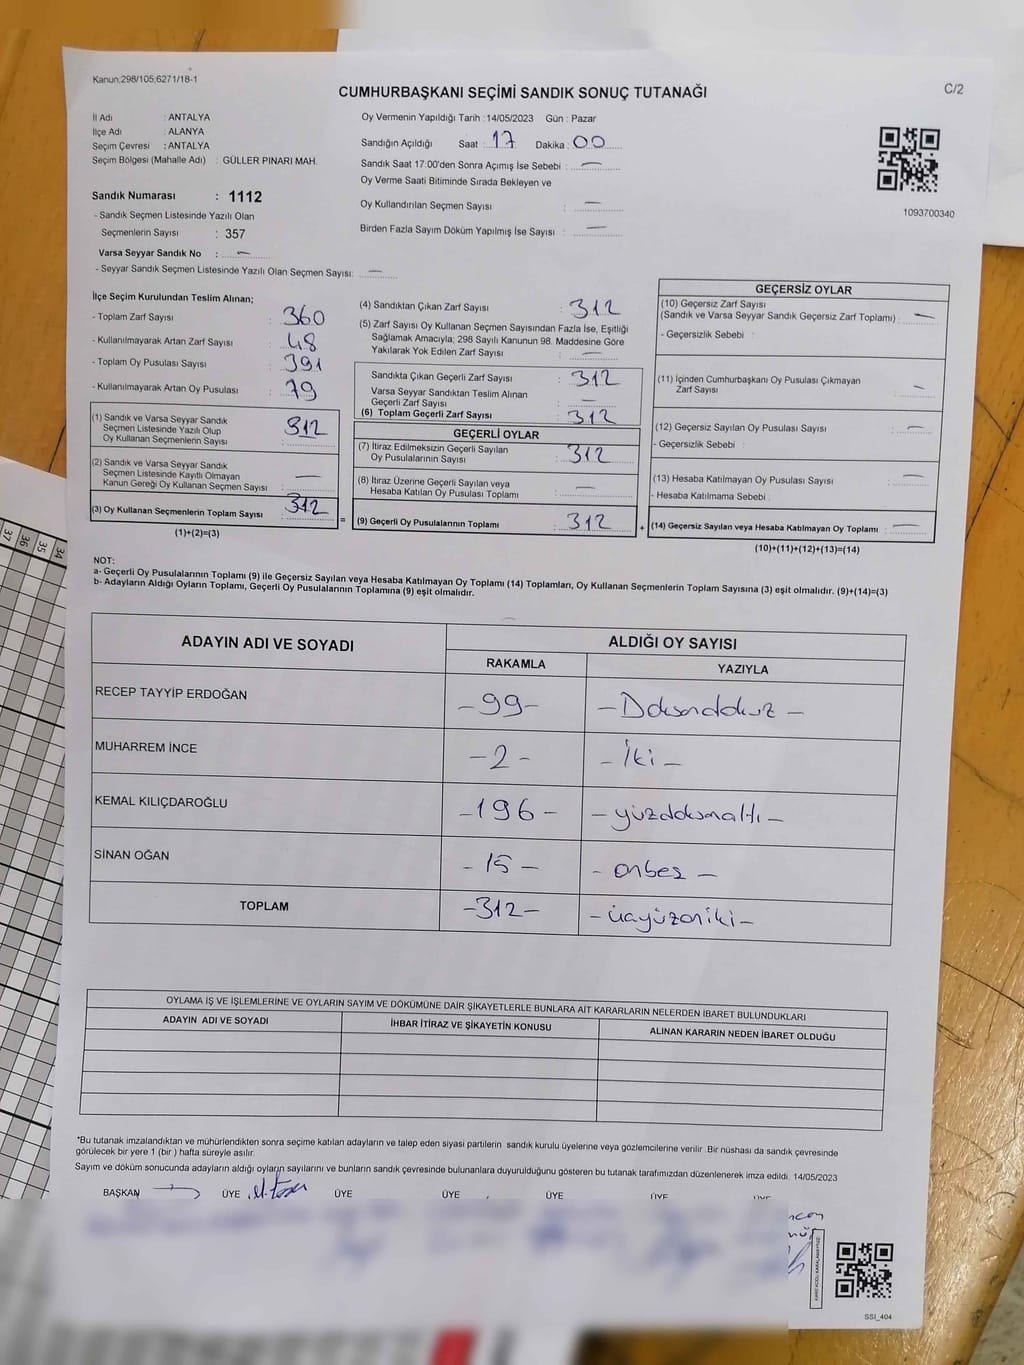 Kanun:298/105,6271/18-1
C/2
CUMHURBAŞKANI SEÇİMİ SANDIK SONUÇ TUTANAĞI
İl Adı : ANTALYA
İlçe Adı : ALANYA
Seçim Çevresi : ANTALYA
Seçim Bölgesi (Mahalle Adı) : GÜLLER PINARI MAH.
Sandık Numarası : 1112
- Sandık Seçmen Listesinde Yazılı Olan
Seçmenlerin Sayısı : 357
Varsa Seyyar Sandık No : —
- Seyyar Sandık Seçmen Listesinde Yazılı Olan Seçmen Sayısı: —
Oy Vermenin Yapıldığı Tarih : 14/05/2023 Gün : Pazar
Sandığın Açıldığı Saat : 17 Dakika : 00
Sandık Saat 17:00'den Sonra Açımış İse Sebebi : —
Oy Verme Saati Bitiminde Sırada Bekleyen ve
Oy Kullandırılan Seçmen Sayısı : —
Birden Fazla Sayım Döküm Yapılmış İse Sayısı : —
1093700340
İlçe Seçim Kurulundan Teslim Alınan;
- Toplam Zarf Sayısı : 360
- Kullanılmayarak Artan Zarf Sayısı : 48
- Toplam Oy Pusulası Sayısı : 391
- Kullanılmayarak Artan Oy Pusulası : 79
(1) Sandık ve Varsa Seyyar Sandık
Seçmen Listesinde Yazılı Olup
Oy Kullanan Seçmenlerin Sayısı : 312
(2) Sandık ve Varsa Seyyar Sandık
Seçmen Listesinde Kayıtlı Olmayan
Kanun Gereği Oy Kullanan Seçmen Sayısı : —
(3) Oy Kullanan Seçmenlerin Toplam Sayısı : 312
(1)+(2)=(3)
(4) Sandıktan Çıkan Zarf Sayısı : 312
(5) Zarf Sayısı Oy Kullanan Seçmen Sayısından Fazla İse, Eşitliği
Sağlamak Amacıyla; 298 Sayılı Kanunun 98. Maddesine Göre
Yakılarak Yok Edilen Zarf Sayısı : —
Sandıkta Çıkan Geçerli Zarf Sayısı : 312
Varsa Seyyar Sandıktan Teslim Alınan
Geçerli Zarf Sayısı : —
(6) Toplam Geçerli Zarf Sayısı : 312
GEÇERLİ OYLAR
(7) İtiraz Edilmeksizin Geçerli Sayılan
Oy Pusulalarının Sayısı : 312
(8) İtiraz Üzerine Geçerli Sayılan veya
Hesaba Katılan Oy Pusulası Toplamı : —
= (9) Geçerli Oy Pusulalarının Toplamı : 312 +
GEÇERSİZ OYLAR
(10) Geçersiz Zarf Sayısı
(Sandık ve Varsa Seyyar Sandık Geçersiz Zarf Toplamı) : —
- Geçersizlik Sebebi :
(11) İçinden Cumhurbaşkanı Oy Pusulası Çıkmayan
Zarf Sayısı : —
(12) Geçersiz Sayılan Oy Pusulası Sayısı : —
- Geçersizlik Sebebi :
(13) Hesaba Katılmayan Oy Pusulası Sayısı : —
- Hesaba Katılmama Sebebi :
(14) Geçersiz Sayılan veya Hesaba Katılmayan Oy Toplamı : —
(10)+(11)+(12)+(13)=(14)
NOT:
a- Geçerli Oy Pusulalarının Toplamı (9) ile Geçersiz Sayılan veya Hesaba Katılmayan Oy Toplamı (14) Toplamları, Oy Kullanan Seçmenlerin Toplam Sayısına (3) eşit olmalıdır. (9)+(14)=(3)
b- Adayların Aldığı Oyların Toplamı, Geçerli Oy Pusulalarının Toplamına (9) eşit olmalıdır.
ADAYIN ADI VE SOYADI
ALDIĞI OY SAYISI
RAKAMLA YAZIYLA
RECEP TAYYİP ERDOĞAN -99- -Doksandokuz-
MUHARREM İNCE -2- -İki-
KEMAL KILIÇDAROĞLU -196- -yüzdoksanaltı-
SİNAN OĞAN -15- -onbeş-
TOPLAM -312- -üçyüzoniki-
OYLAMA İŞ VE İŞLEMLERİNE VE OYLARIN SAYIM VE DÖKÜMÜNE DAİR ŞİKAYETLERLE BUNLARA AİT KARARLARIN NELERDEN İBARET BULUNDUKLARI
ADAYIN ADI VE SOYADI İHBAR İTİRAZ VE ŞİKAYETİN KONUSU ALINAN KARARIN NEDEN İBARET OLDUĞU
*Bu tutanak imzalandıktan ve mühürlendikten sonra seçime katılan adayların ve talep eden siyasi partilerin sandık kurulu üyelerine veya gözlemcilerine verilir. Bir nüshası da sandık çevresinde
görülecek bir yere 1 (bir ) hafta süreyle asılır.
Sayım ve döküm sonucunda adayların aldığı oyların sayılarını ve bunların sandık çevresinde bulunanlara duyurulduğunu gösteren bu tutanak tarafımızdan düzenlenerek imza edildi. 14/05/2023
BAŞKAN ÜYE ÜYE ÜYE ÜYE ÜYE ÜYE
SSI_404
34
35
36
37